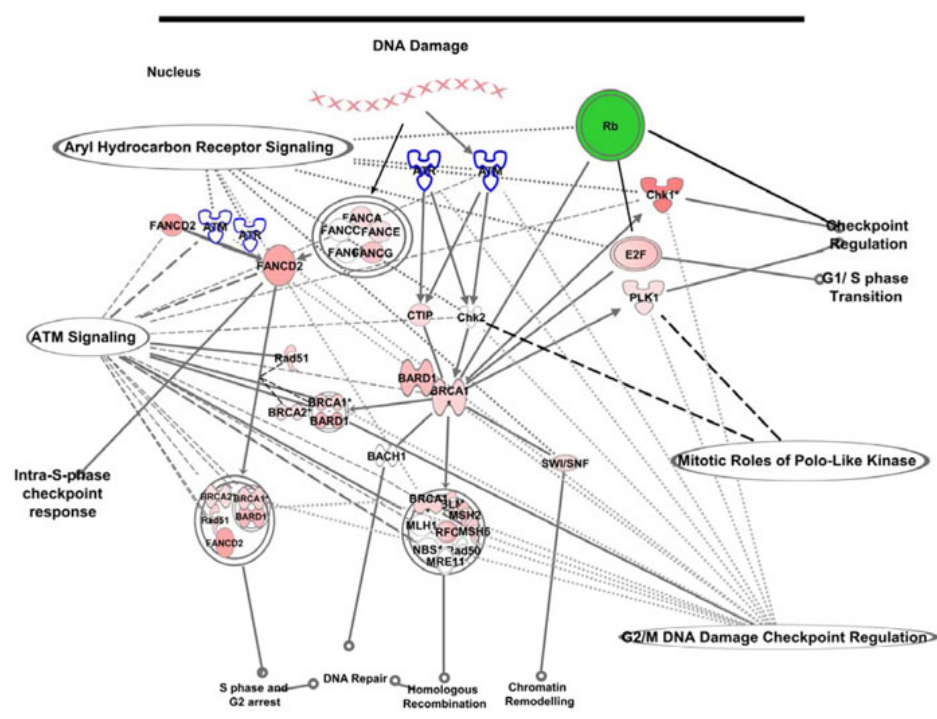 DNA Damage
Nucleus
Rb
Aryl Hydrocarbon Receptor Signaling
ATR
ATM
Chk1*
FANCA
FANCC
FANCE
FANCG
FANCD2
ATM
ATR
FANCD2
Checkpoint
Regulation
E2F
G1/ S phase
Transition
PLK1
CTIP
Chk2
ATM Signaling
Rad51
BARD1
BRCA1
*
BRCA2*
BRCA1*
BARD1
BACH1
SWI/SNF
Mitotic Roles of Polo-Like Kinase
Intra-S-phase
checkpoint
response
BRCA2*
BRCA1*
Rad51
BARD1
FANCD2
BRCA1
MSH2
MLH1
RFC
MSH6
NBS*
Rad50
MRE11
G2/M DNA Damage Checkpoint Regulation
S phase and
G2 arrest
DNA Repair
Homologous
Recombination
Chromatin
Remodelling